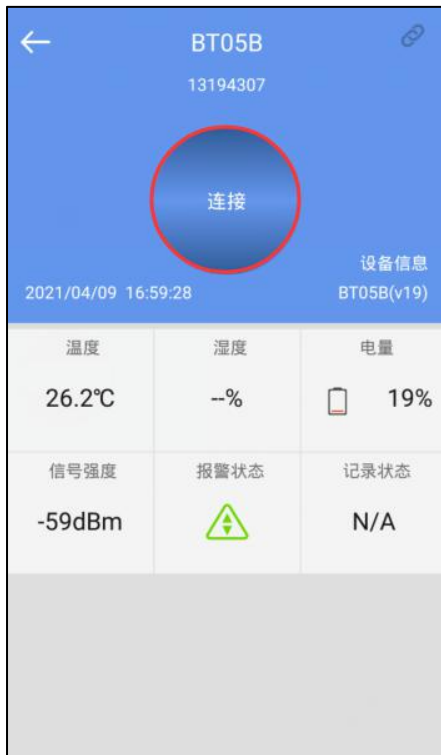 BT05B
13194307
连接
设备信息
2021/04/09 16:59:28 BT05B(v19)
温度 湿度 电量
26.2℃ --% 19%
信号强度 报警状态 记录状态
-59dBm N/A